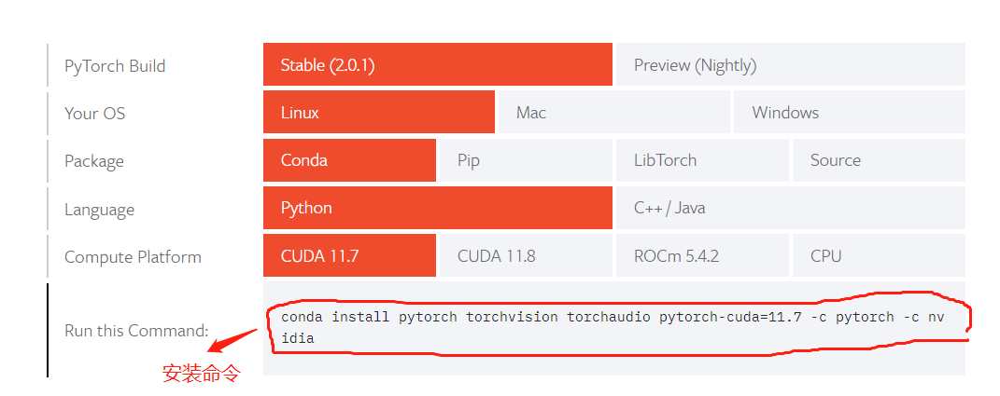 PyTorch Build Stable (2.0.1) Preview (Nightly)
Your OS Linux Mac Windows
Package Conda Pip LibTorch Source
Language Python C++ / Java
Compute Platform CUDA 11.7 CUDA 11.8 ROCm 5.4.2 CPU
Run this Command:
conda install pytorch torchvision torchaudio pytorch-cuda=11.7 -c pytorch -c nv
idia
安装命令